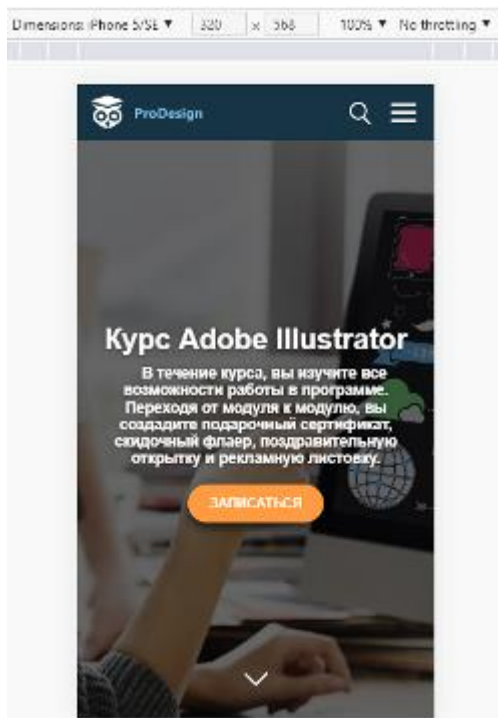 Dimensions: iPhone 5/SE ▼ 320 x 568 100% ▼ No throttling ▼
ProDesign
Курс Adobe Illustrator
В течение курса, вы изучите все
возможности работы в программе.
Переходя от модуля к модулю, вы
создадите подарочный сертификат,
скидочный флаер, поздравительную
открытку и рекламную листовку.
ЗАПИСАТЬСЯ